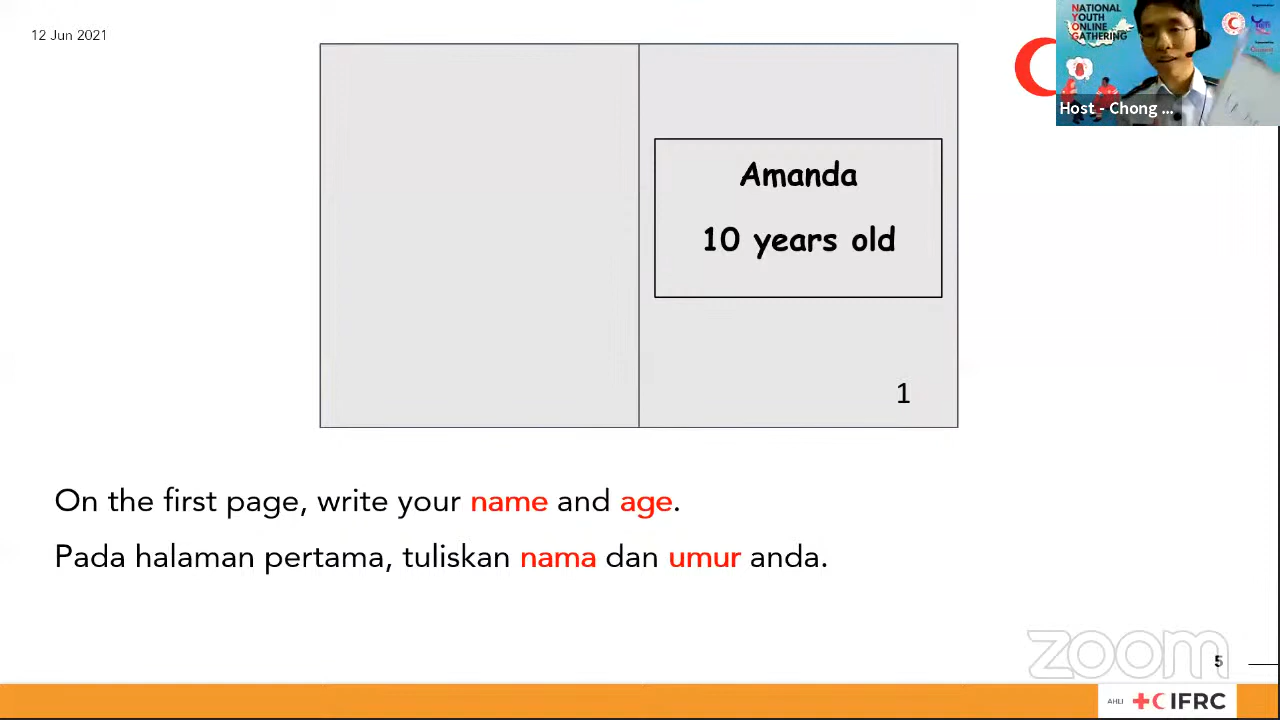 12 Jun 2021
NATIONAL
YOUTH
ONLINE
GATHERING
Host - Chong ...
Amanda
10 years old
1
On the first page, write your name and age.
Pada halaman pertama, tuliskan nama dan umur anda.
zoom
5
AHLI IFRC